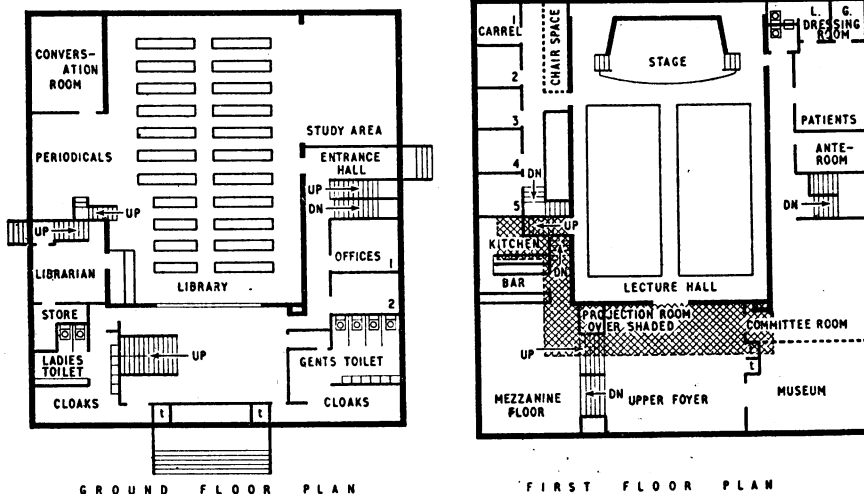 CONVERS-
ATION
ROOM
STUDY AREA
PERIODICALS
ENTRANCE
HALL
UP
DN
UP
UP
OFFICES
1
LIBRARIAN
LIBRARY
2
STORE
UP
LADIES
TOILET
GENTS TOILET
CLOAKS
t
t
CLOAKS
GROUND FLOOR PLAN
1
CARREL
CHAIR SPACE
STAGE
L. G.
DRESSING
ROOM
2
3
PATIENTS
4
ANTE-
ROOM
DN
5
DN
UP
KITCHEN
DN
BAR
LECTURE HALL
PROJECTION ROOM
OVER SHADED
COMMITTEE ROOM
UP
t
MEZZANINE
FLOOR
DN
UPPER FOYER
MUSEUM
FIRST FLOOR PLAN